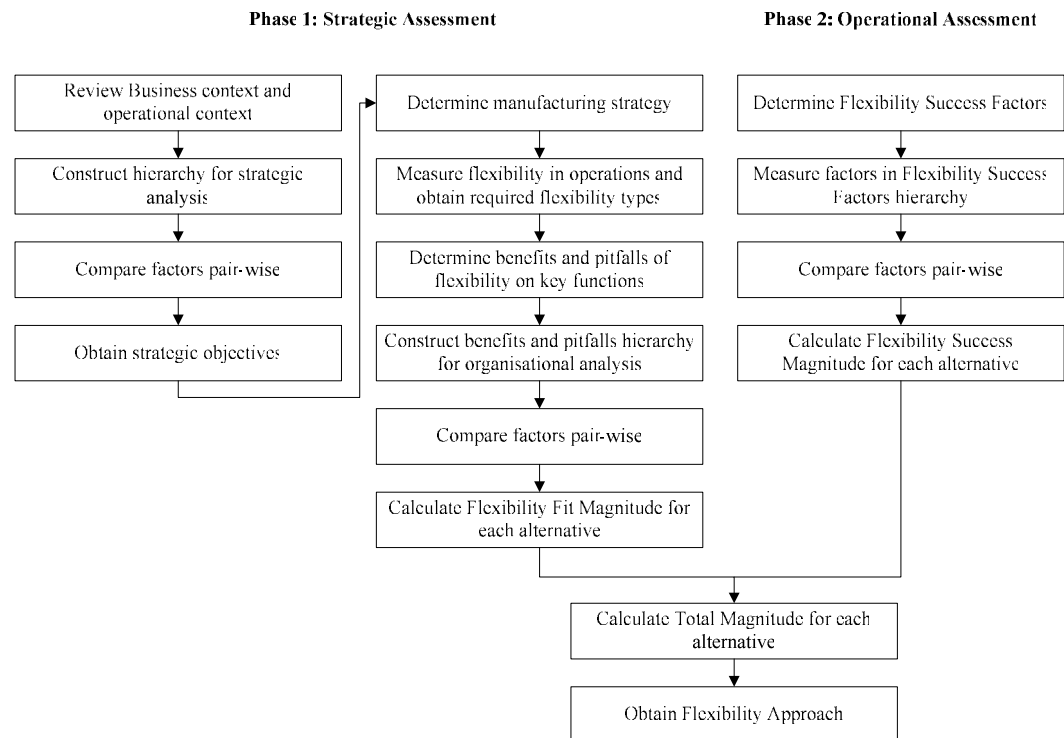 Phase 1: Strategic Assessment
Phase 2: Operational Assessment
Review Business context and
operational context
Construct hierarchy for strategic
analysis
Compare factors pair-wise
Obtain strategic objectives
Determine manufacturing strategy
Measure flexibility in operations and
obtain required flexibility types
Determine benefits and pitfalls of
flexibility on key functions
Construct benefits and pitfalls hierarchy
for organisational analysis
Compare factors pair-wise
Calculate Flexibility Fit Magnitude for
each alternative
Determine Flexibility Success Factors
Measure factors in Flexibility Success
Factors hierarchy
Compare factors pair-wise
Calculate Flexibility Success
Magnitude for each alternative
Calculate Total Magnitude for each
alternative
Obtain Flexibility Approach